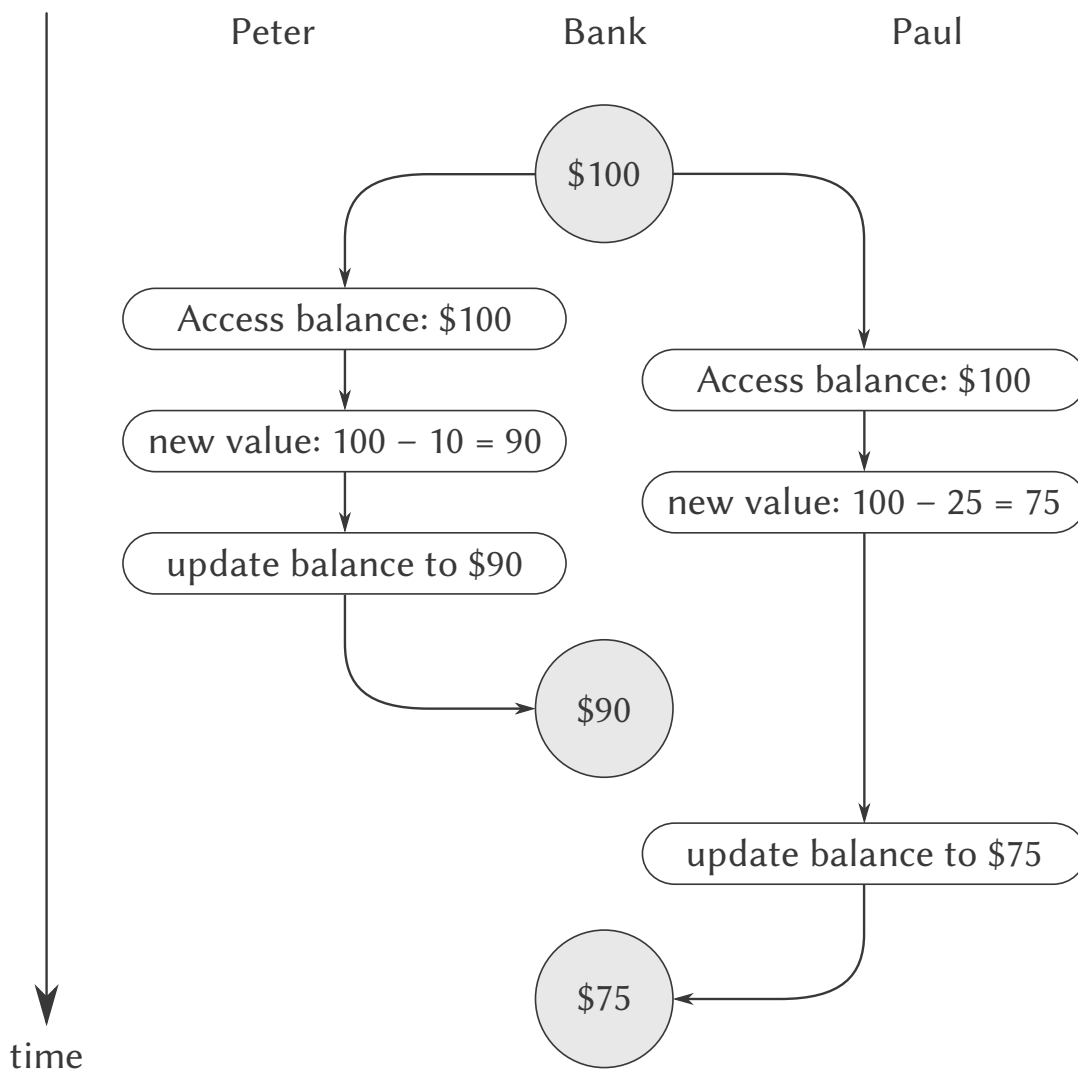 Peter Bank Paul
$100
Access balance: $100
Access balance: $100
new value: 100 − 10 = 90
new value: 100 − 25 = 75
update balance to $90
$90
update balance to $75
$75
time